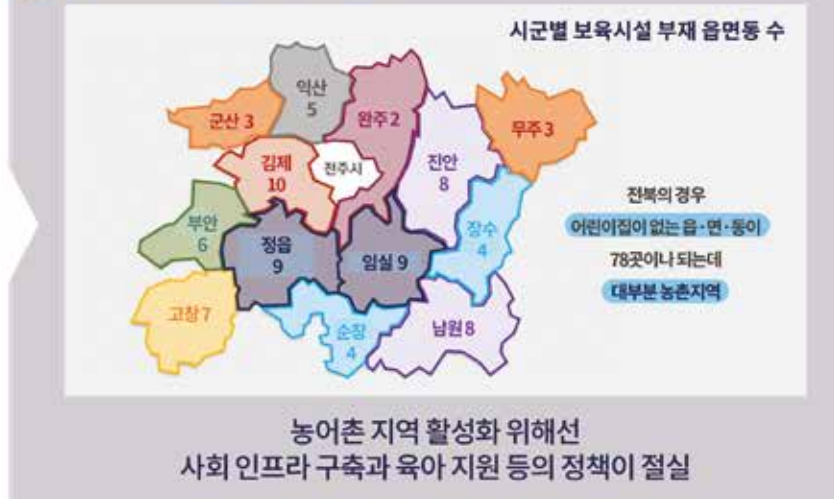 시군별 보육시설 부재 읍면동 수
익산
5
군산 3
완주 2
무주 3
김제
10
전주시
진안
8
부안
6
정읍
9
임실 9
장수
4
고창 7
순창
4
남원 8
전북의 경우
어린이집이 없는 읍·면·동이
78곳이나 되는데
대부분 농촌지역
농어촌 지역 활성화 위해선
사회 인프라 구축과 육아 지원 등의 정책이 절실